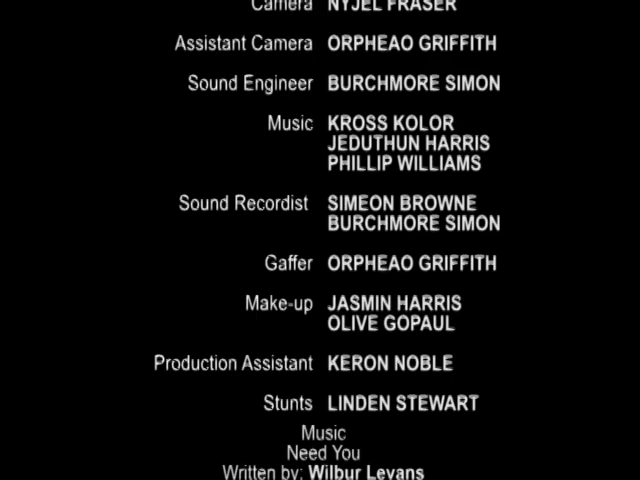 Camera NYJEL FRASER
Assistant Camera ORPHEAO GRIFFITH
Sound Engineer BURCHMORE SIMON
Music KROSS KOLOR
JEDUTHUN HARRIS
PHILLIP WILLIAMS
Sound Recordist SIMEON BROWNE
BURCHMORE SIMON
Gaffer ORPHEAO GRIFFITH
Make-up JASMIN HARRIS
OLIVE GOPAUL
Production Assistant KERON NOBLE
Stunts LINDEN STEWART
Music
Need You
Written by: Wilbur Levans